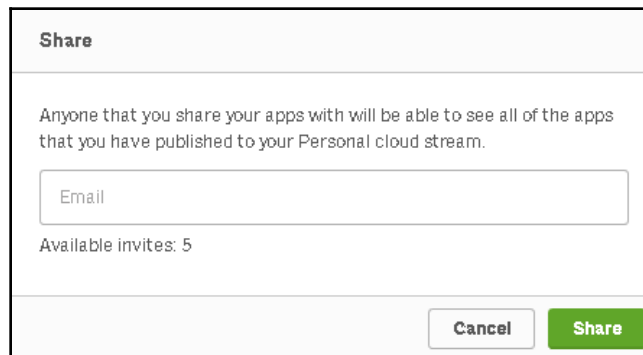 Share
Anyone that you share your apps with will be able to see all of the apps
that you have published to your Personal cloud stream.
Email
Available invites: 5
Cancel Share